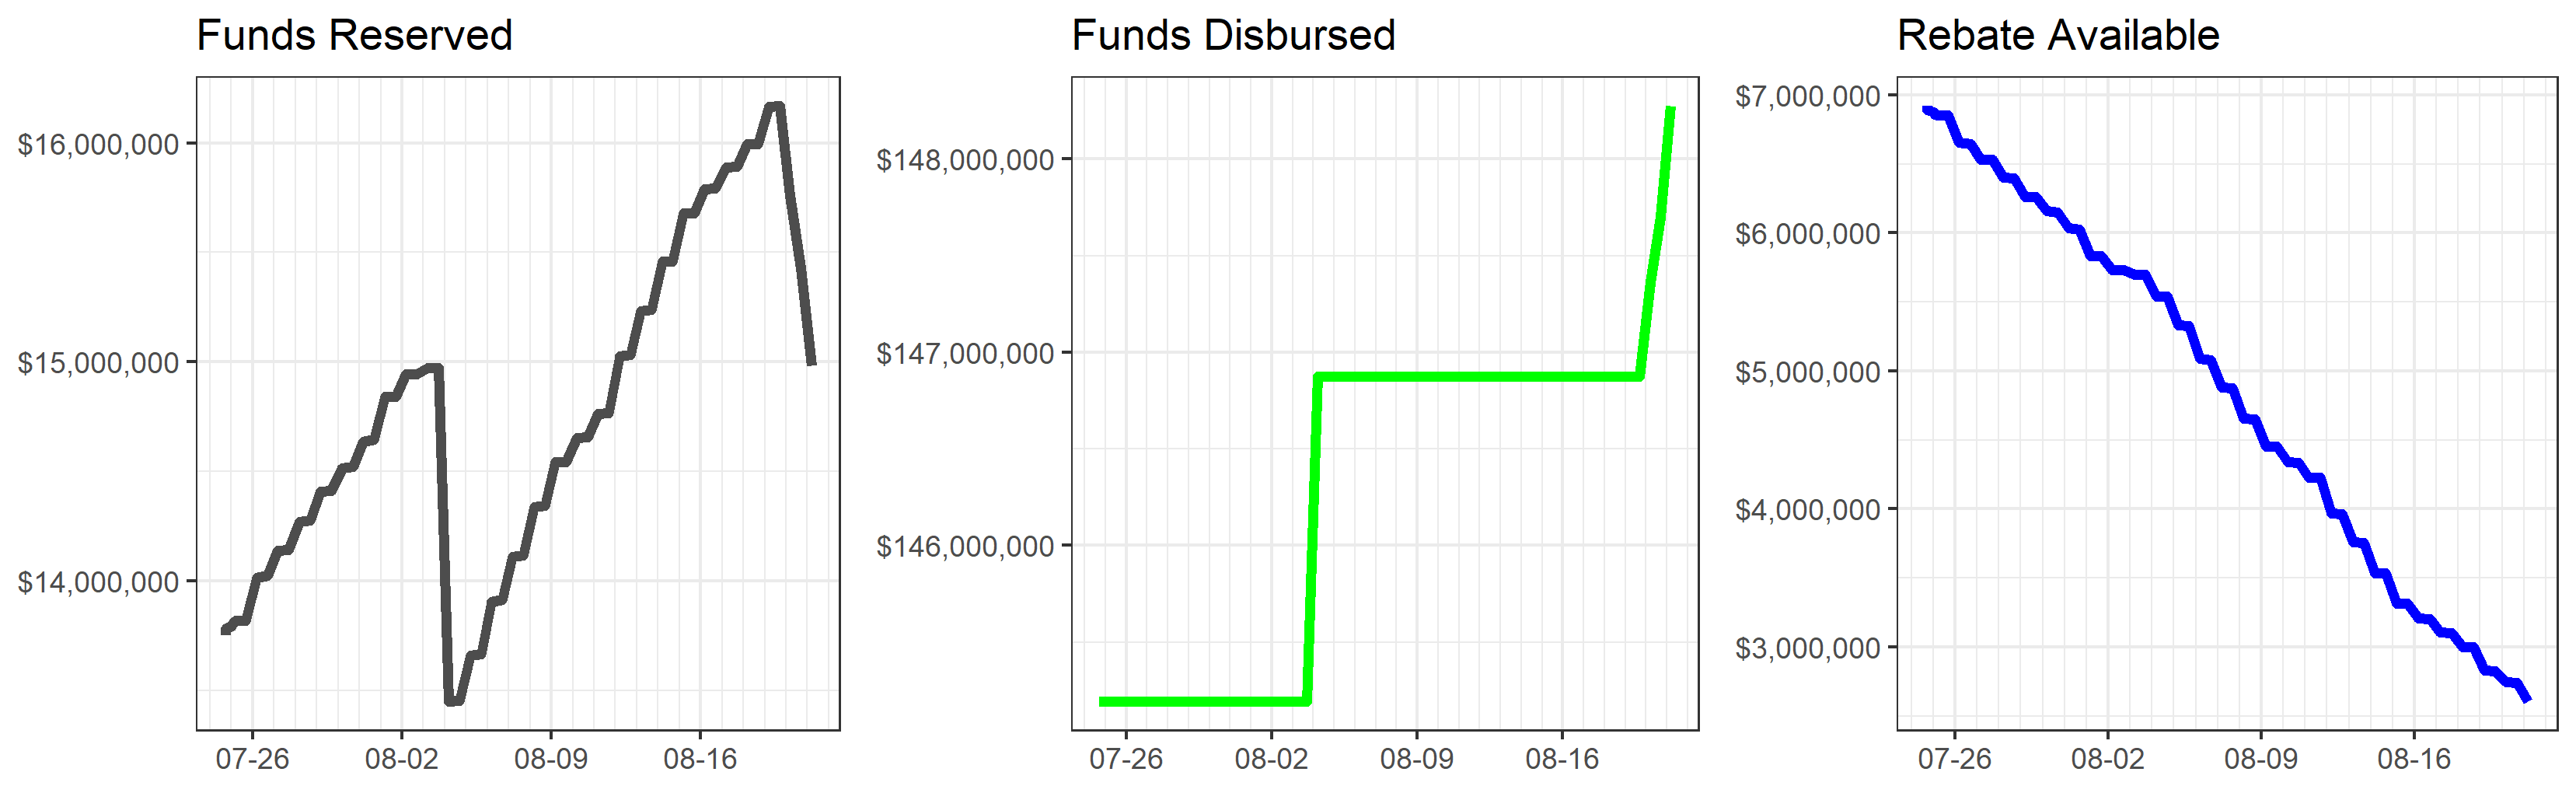 Funds Reserved
$16,000,000
$15,000,000
$14,000,000
07-26 08-02 08-09 08-16
Funds Disbursed
$148,000,000
$147,000,000
$146,000,000
07-26 08-02 08-09 08-16
Rebate Available
$7,000,000
$6,000,000
$5,000,000
$4,000,000
$3,000,000
07-26 08-02 08-09 08-16